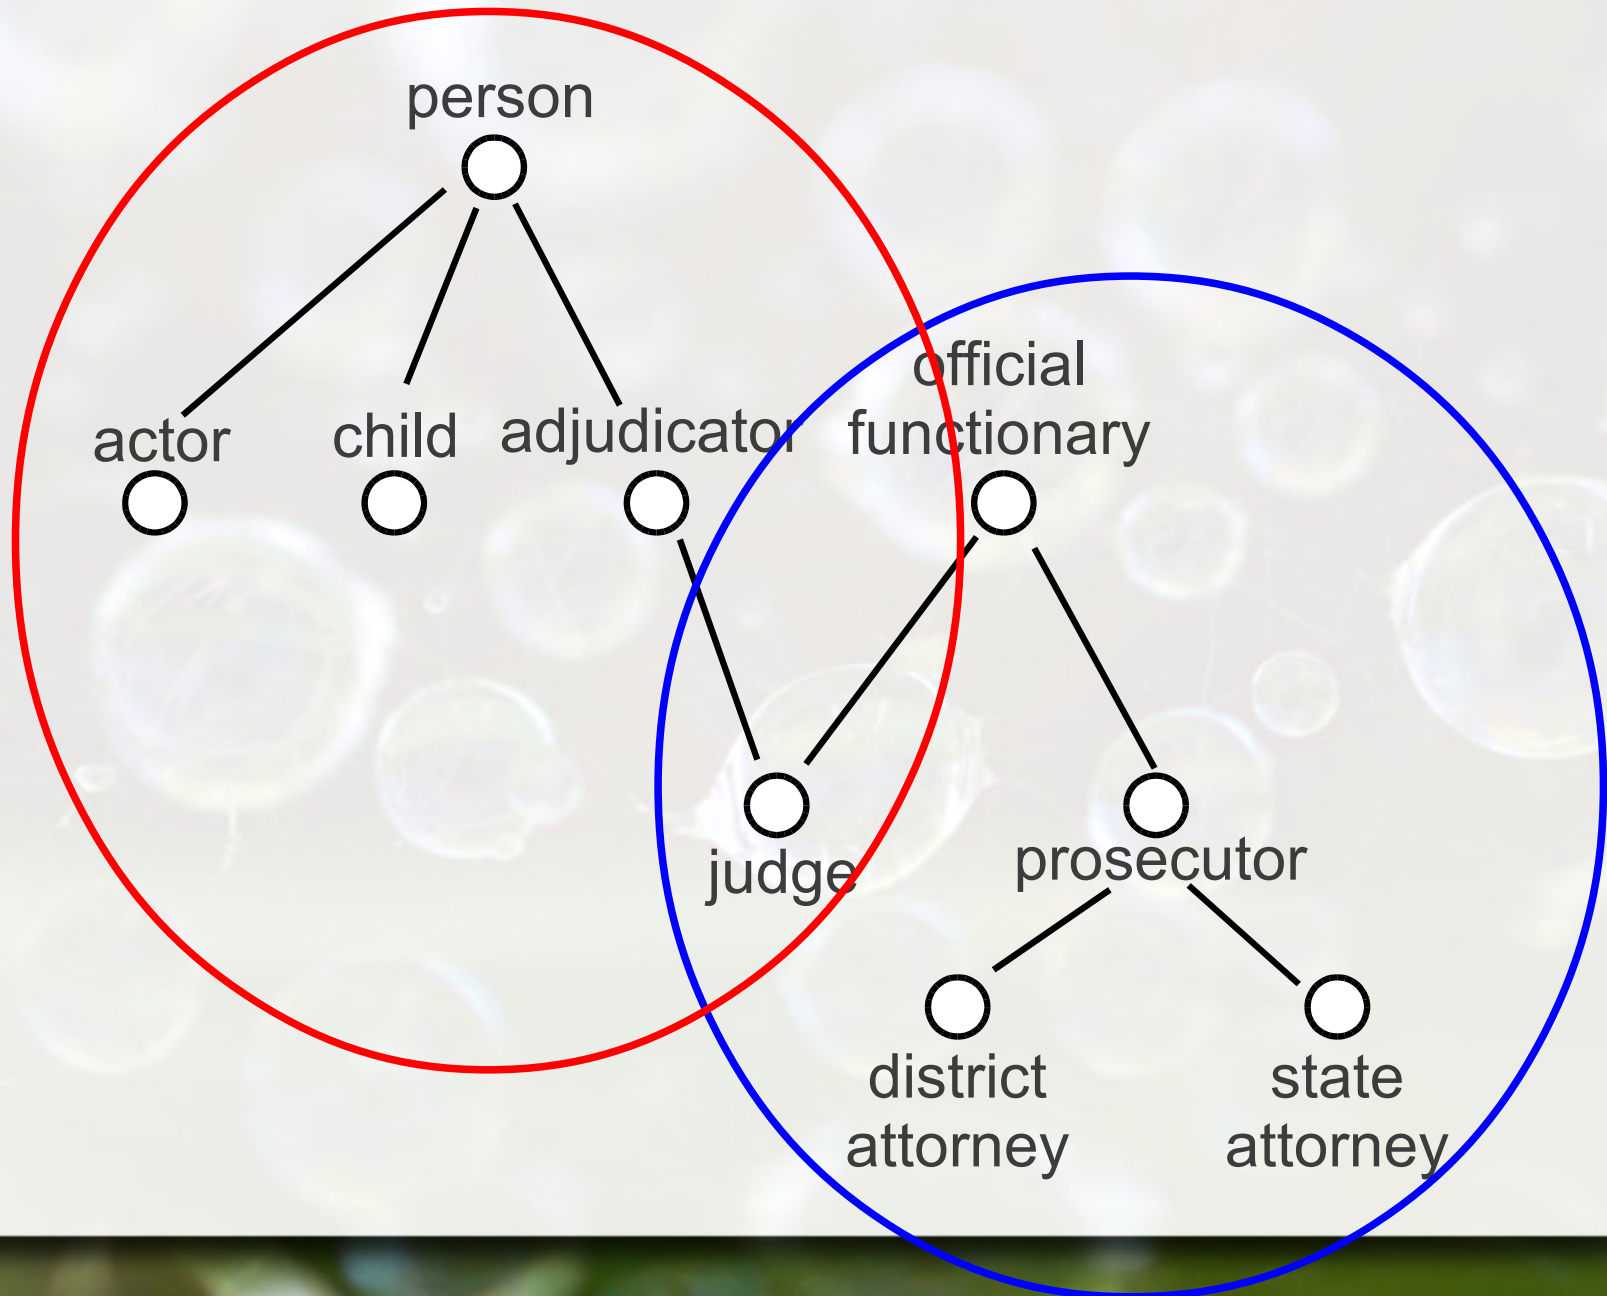 person
official
functionary
actor
child
adjudicator
judge
prosecutor
district
attorney
state
attorney